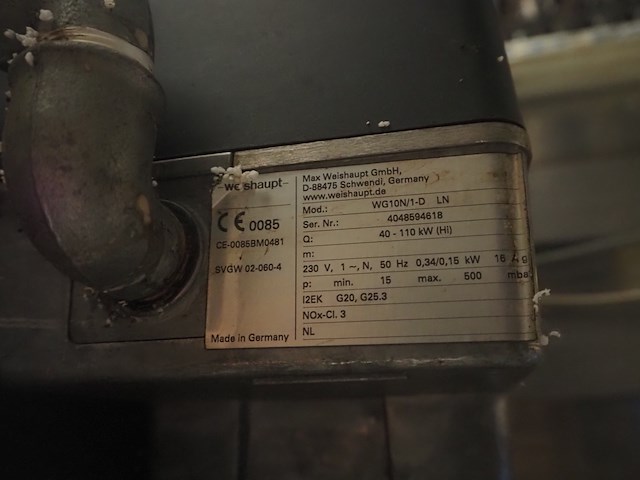 -weishaupt-
CE 0085
CE-0085BM0481
SVGW 02-060-4
Made in Germany
Max Weishaupt GmbH,
D-88475 Schwendi, Germany
www.weishaupt.de
Mod.: WG10N/1-D LN
Ser. Nr.: 4048594618
Q: 40 - 110 kW (Hi)
m:
230 V, 1~, N, 50 Hz 0,34/0,15 kW 16 A g
p: min. 15 max. 500 mba
I2EK G20, G25.3
NOx-Cl. 3
NL